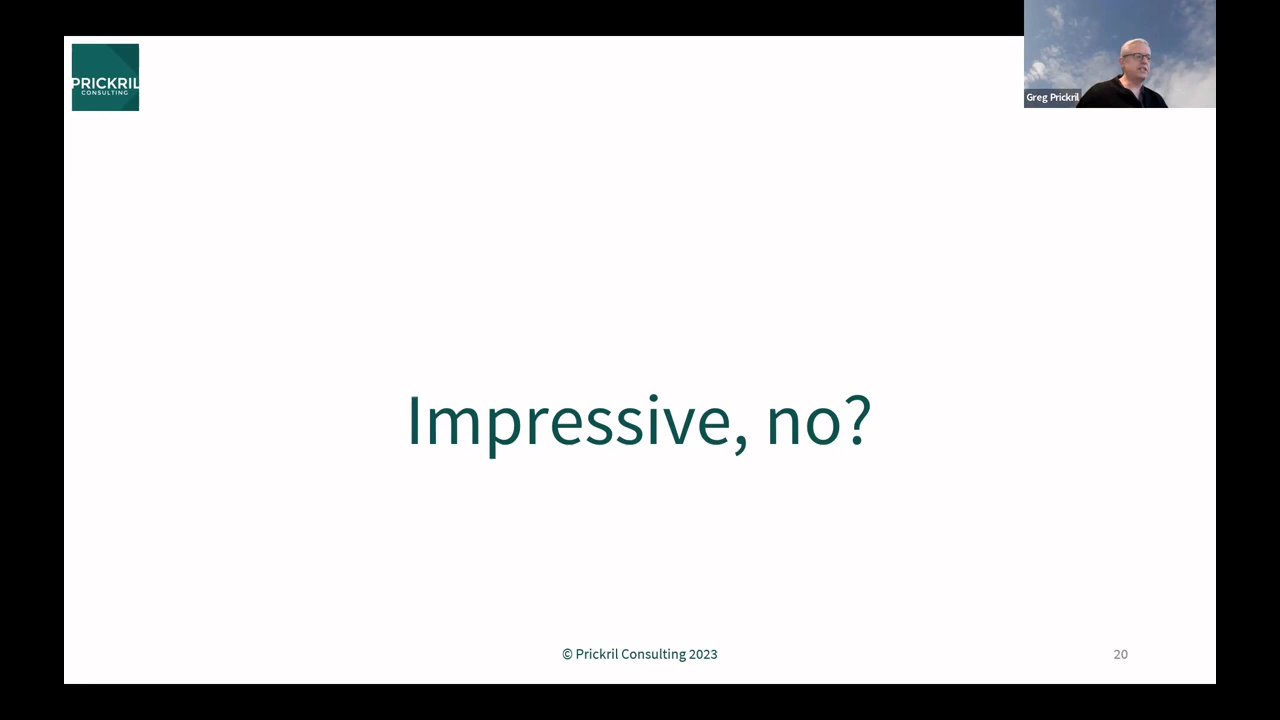 PRICKRIL
CONSULTING
Greg Prickril
Impressive, no?
© Prickril Consulting 2023
20